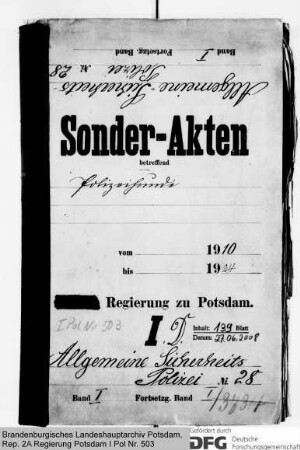 Band I Fortsetzg. Band
Allgemeine Sicherheits
Polizei № 28
Sonder-Akten
betreffend
Polizeihunde
vom 1910
bis 1924
Regierung zu Potsdam.
I Pol Nr 503
I P.
Inhalt: 139 Blatt
Datum: 27.06.2008
Allgemeine Sicherheits
Polizei № 28
Band I Fortsetzg. Band
Brandenburgisches Landeshauptarchiv Potsdam,
Rep. 2A Regierung Potsdam I Pol Nr. 503
Gefördert durch
DFG Deutsche
Forschungsgemeinschaft